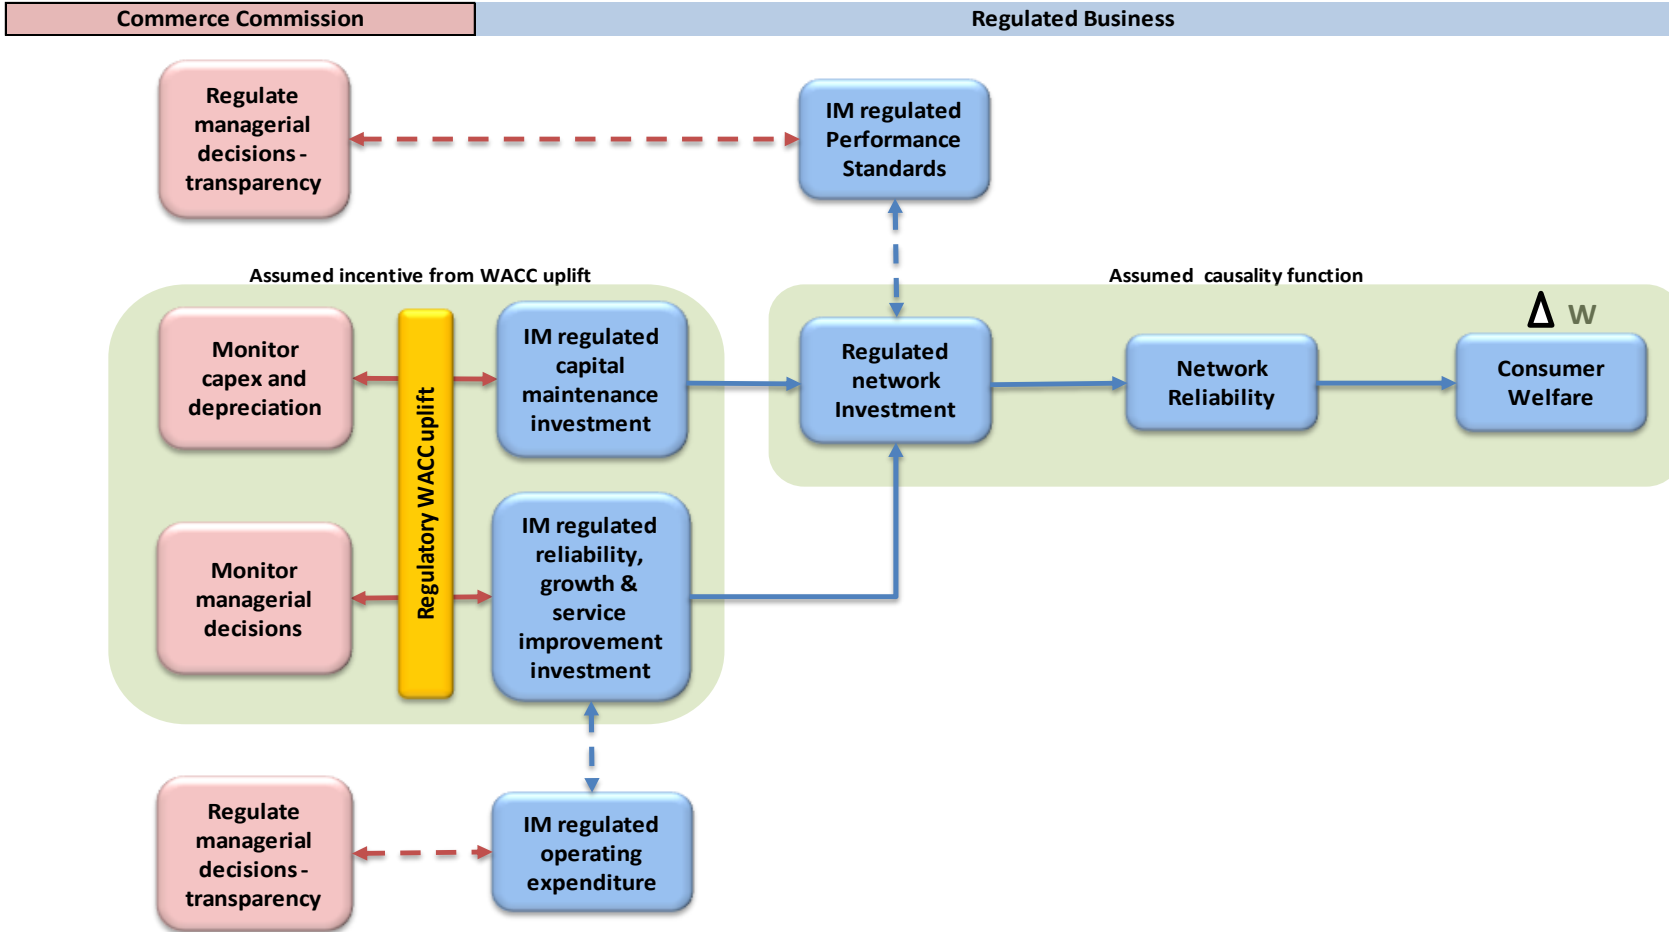 Commerce Commission
Regulated Business
Regulate
managerial
decisions -
transparency
IM regulated
Performance
Standards
Assumed incentive from WACC uplift
Assumed causality function
Δ W
Monitor
capex and
depreciation
Regulatory WACC uplift
IM regulated
capital
maintenance
investment
Regulated
network
Investment
Network
Reliability
Consumer
Welfare
Monitor
managerial
decisions
IM regulated
reliability,
growth &
service
improvement
investment
Regulate
managerial
decisions -
transparency
IM regulated
operating
expenditure